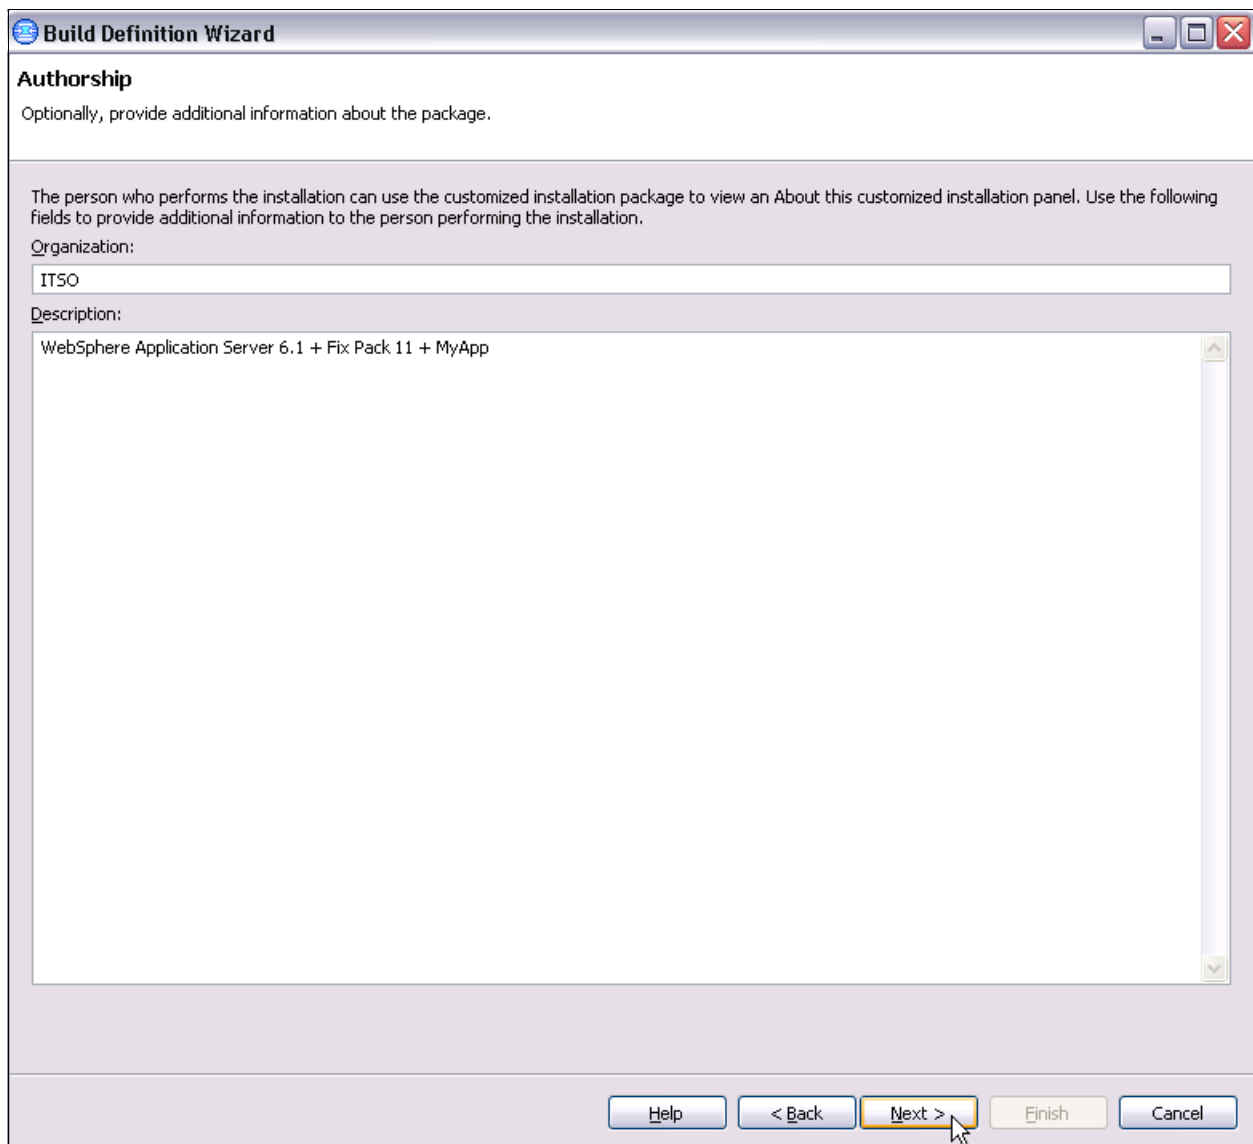 Build Definition Wizard
Authorship
Optionally, provide additional information about the package.
The person who performs the installation can use the customized installation package to view an About this customized installation panel. Use the following
fields to provide additional information to the person performing the installation.
Organization:
ITSO
Description:
WebSphere Application Server 6.1 + Fix Pack 11 + MyApp
Help < Back Next > Finish Cancel